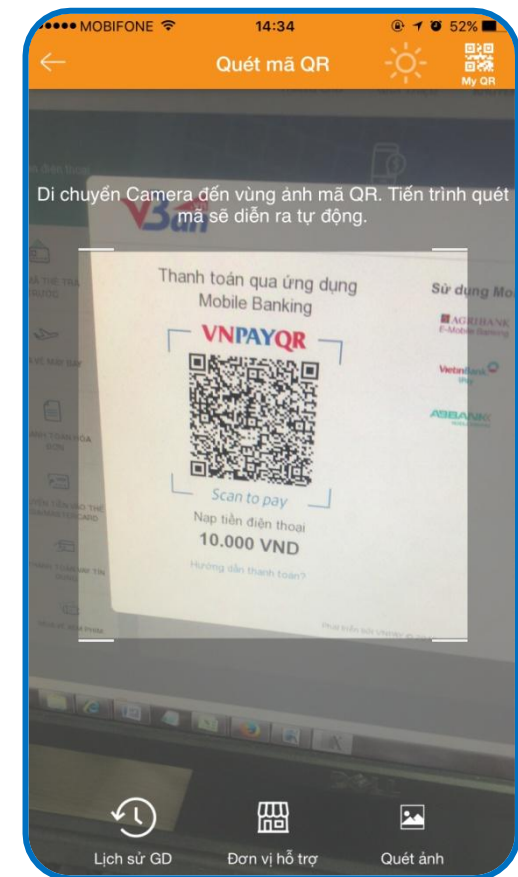 MOBIFONE 14:34 52%
Quét mã QR
My QR
Di chuyển Camera đến vùng ảnh mã QR. Tiến trình quét
mã sẽ diễn ra tự động.
VBan
Thanh toán qua ứng dụng
Mobile Banking
VNPAYQR
Scan to pay
Nạp tiền điện thoại
10.000 VND
Hướng dẫn thanh toán?
Sử dụng Mo
AGRIBANK
E-Mobile Banking
VietinBank
iPay
ABBANK
DELL
Lịch sử GD
Đơn vị hỗ trợ
Quét ảnh